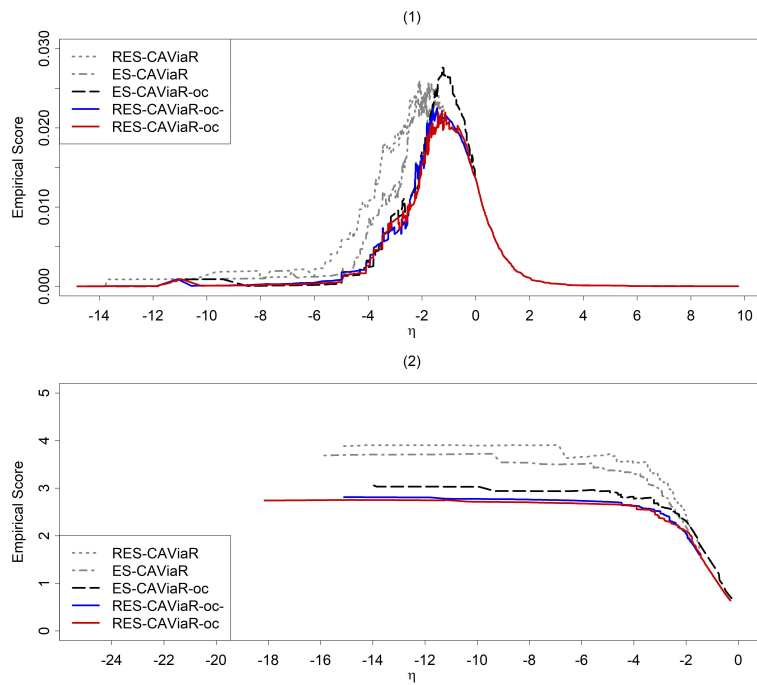 (1)
Empirical Score
0.030
0.020
0.010
0.000
RES-CAViaR
ES-CAViaR
ES-CAViaR-oc
RES-CAViaR-oc-
RES-CAViaR-oc
-14 -12 -10 -8 -6 -4 -2 0 2 4 6 8 10
η
(2)
Empirical Score
5
4
3
2
1
0
RES-CAViaR
ES-CAViaR
ES-CAViaR-oc
RES-CAViaR-oc-
RES-CAViaR-oc
-24 -22 -20 -18 -16 -14 -12 -10 -8 -6 -4 -2 0
η